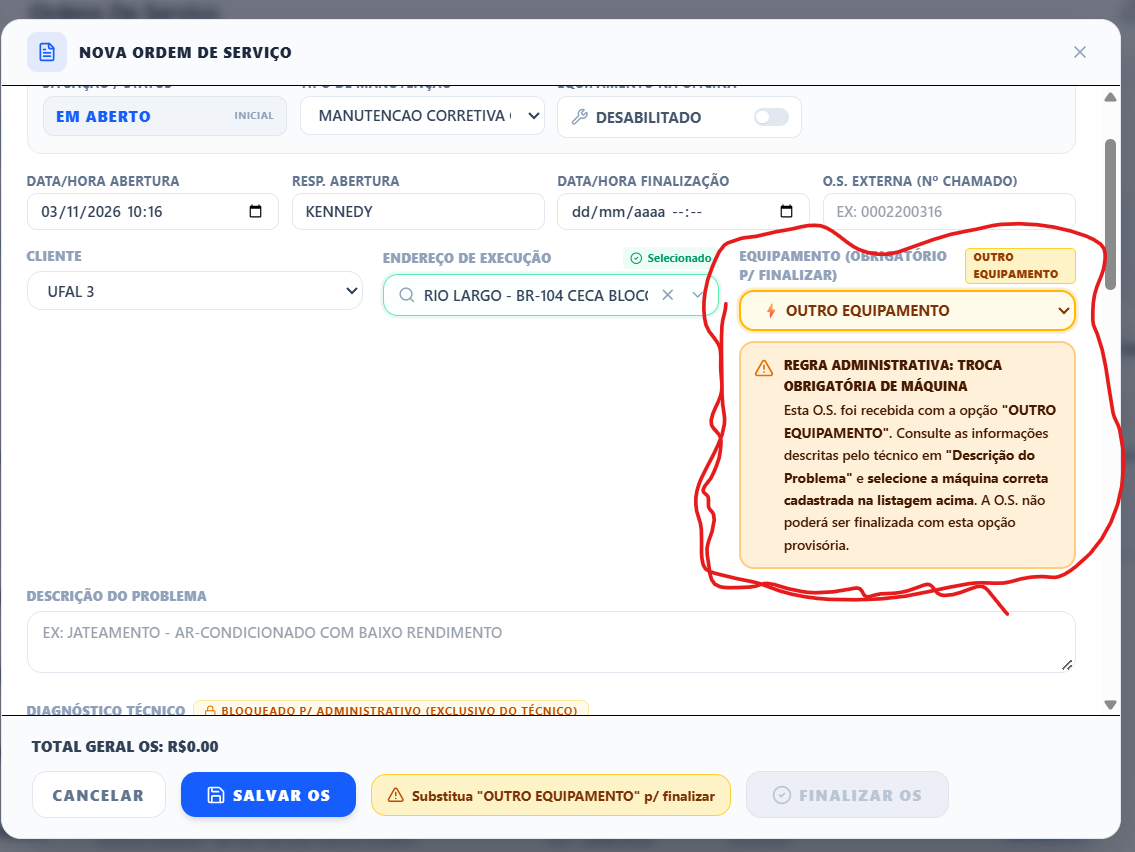 NOVA ORDEM DE SERVIÇO
EM ABERTO
INICIAL
MANUTENCAO CORRETIVA
DESABILITADO
DATA/HORA ABERTURA
RESP. ABERTURA
DATA/HORA FINALIZAÇÃO
O.S. EXTERNA (Nº CHAMADO)
03/11/2026 10:16
KENNEDY
dd/mm/aaaa --:--
EX: 0002200316
CLIENTE
ENDEREÇO DE EXECUÇÃO
Selecionado
EQUIPAMENTO (OBRIGATÓRIO
P/ FINALIZAR)
OUTRO
EQUIPAMENTO
UFAL 3
RIO LARGO - BR-104 CECA BLOCO
OUTRO EQUIPAMENTO
REGRA ADMINISTRATIVA: TROCA
OBRIGATÓRIA DE MÁQUINA
Esta O.S. foi recebida com a opção "OUTRO
EQUIPAMENTO". Consulte as informações
descritas pelo técnico em "Descrição do
Problema" e selecione a máquina correta
cadastrada na listagem acima. A O.S. não
poderá ser finalizada com esta opção
provisória.
DESCRIÇÃO DO PROBLEMA
EX: JATEAMENTO - AR-CONDICIONADO COM BAIXO RENDIMENTO
DIAGNÓSTICO TÉCNICO
BLOQUEADO P/ ADMINISTRATIVO (EXCLUSIVO DO TÉCNICO)
TOTAL GERAL OS: R$0.00
CANCELAR
SALVAR OS
Substitua "OUTRO EQUIPAMENTO" p/ finalizar
FINALIZAR OS